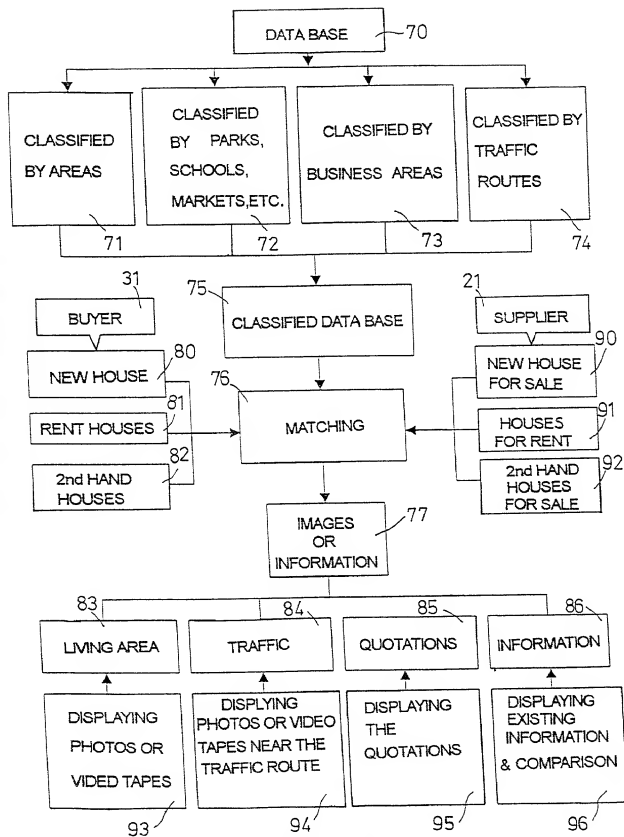 DATA BASE
70
CLASSIFIED
BY AREAS
71
CLASSIFIED
BY PARKS,
SCHOOLS,
MARKETS,ETC.
72
CLASSIFIED BY
BUSINESS AREAS
73
CLASSIFIED BY
TRAFFIC
ROUTES
74
75
CLASSIFIED DATA BASE
31
BUYER
80
NEW HOUSE
81
RENT HOUSES
82
2nd HAND
HOUSES
76
MATCHING
21
SUPPLIER
90
NEW HOUSE
FOR SALE
91
HOUSES
FOR RENT
92
2nd HAND
HOUSES
FOR SALE
77
IMAGES
OR
INFORMATION
83
LIVING AREA
84
TRAFFIC
85
QUOTATIONS
86
INFORMATION
DISPLAYING
PHOTOS OR
VIDED TAPES
93
DISPLYING
PHOTOS OR VIDEO
TAPES NEAR THE
TRAFFIC ROUTE
94
DISPLAYING
THE
QUOTATIONS
95
DISPLAYING
EXISTING
INFORMATION
& COMPARISON
96